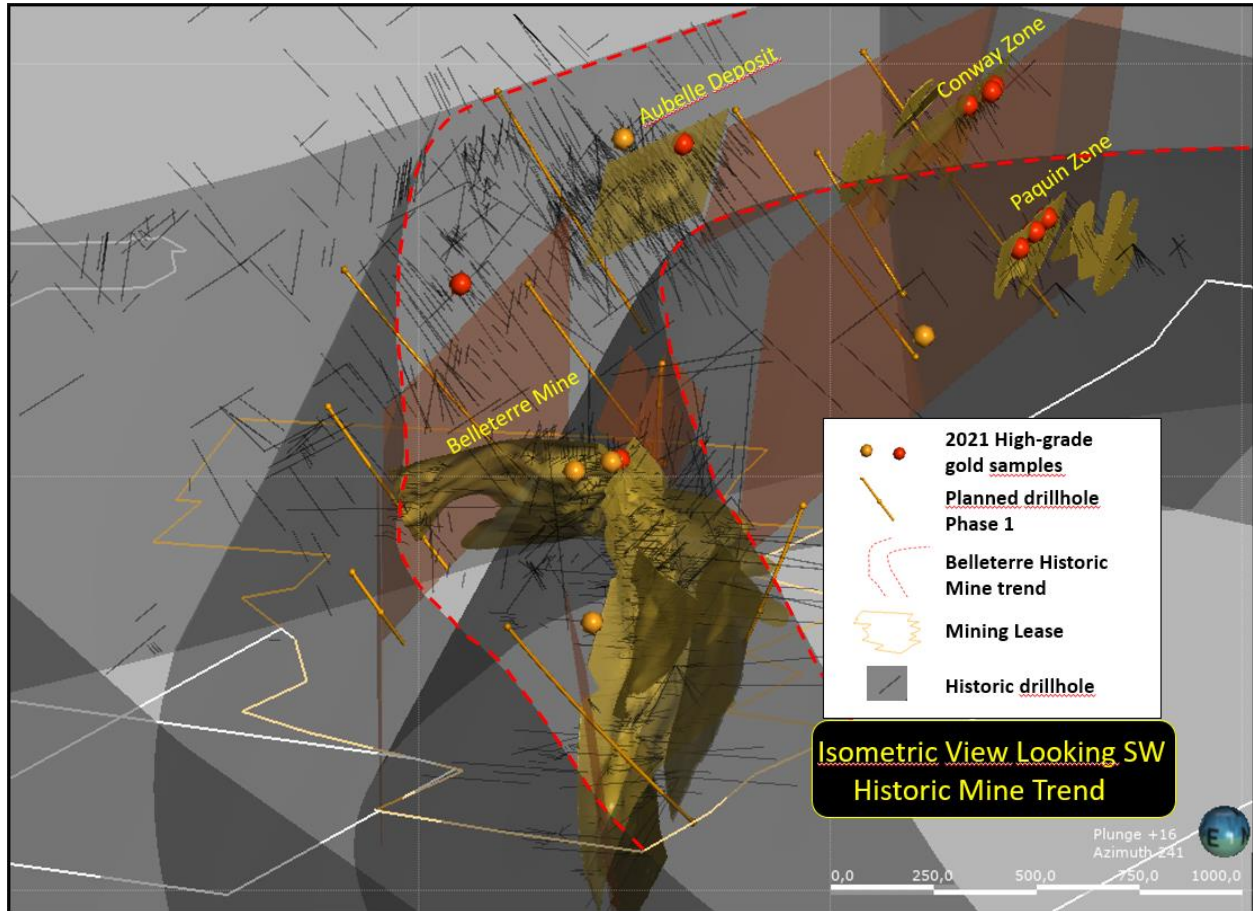 Aubelle Deposit
Conway Zone
Paquin Zone
Belleterre Mine
2021 High-grade
gold samples
Planned drillhole
Phase 1
Belleterre Historic
Mine trend
Mining Lease
Historic drillhole
Isometric View Looking SW
Historic Mine Trend
Plunge +16
Azimuth 241
E N
0,0 250,0 500,0 750,0 1000,0